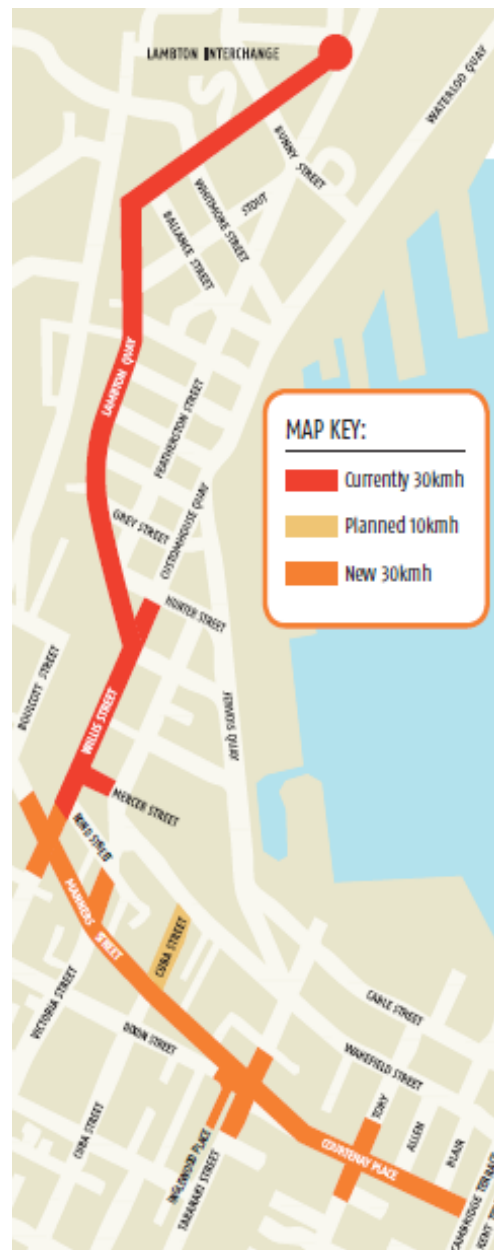 LAMBTON INTERCHANGE
WATERLOO QUAY
BUNNY STREET
STOUT
WHITMORE STREET
BALLANCE STREET
LAMBTON QUAY
FEATHERSTON STREET
MAP KEY:
Currently 30kmh
Planned 10kmh
New 30kmh
GREY STREET
CUSTOMHOUSE QUAY
HUNTER STREET
BOULCOTT STREET
WILLIS STREET
JERVOIS QUAY
MERCER STREET
MANNERS STREET
CUBA STREET
VICTORIA STREET
DIXON STREET
CABLE STREET
WAKEFIELD STREET
CUBA STREET
INGLEWOOD PLACE
TARANAKI STREET
TORY
ALLEN
BLAIR
COURTENAY PLACE
CAMBRIDGE TERRACE